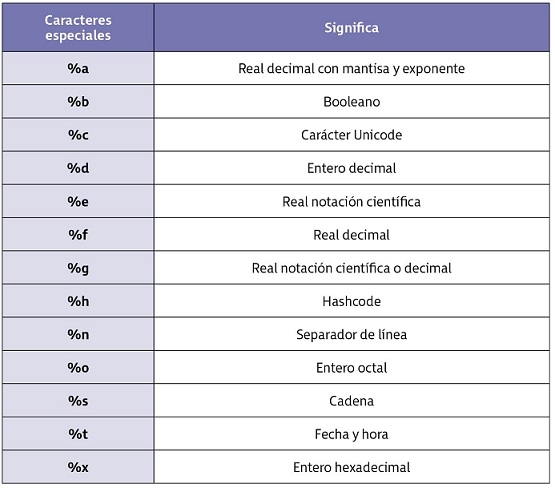 Caracteres
especiales
Significa
%a Real decimal con mantisa y exponente
%b Booleano
%c Carácter Unicode
%d Entero decimal
%e Real notación científica
%f Real decimal
%g Real notación científica o decimal
%h Hashcode
%n Separador de línea
%o Entero octal
%s Cadena
%t Fecha y hora
%x Entero hexadecimal